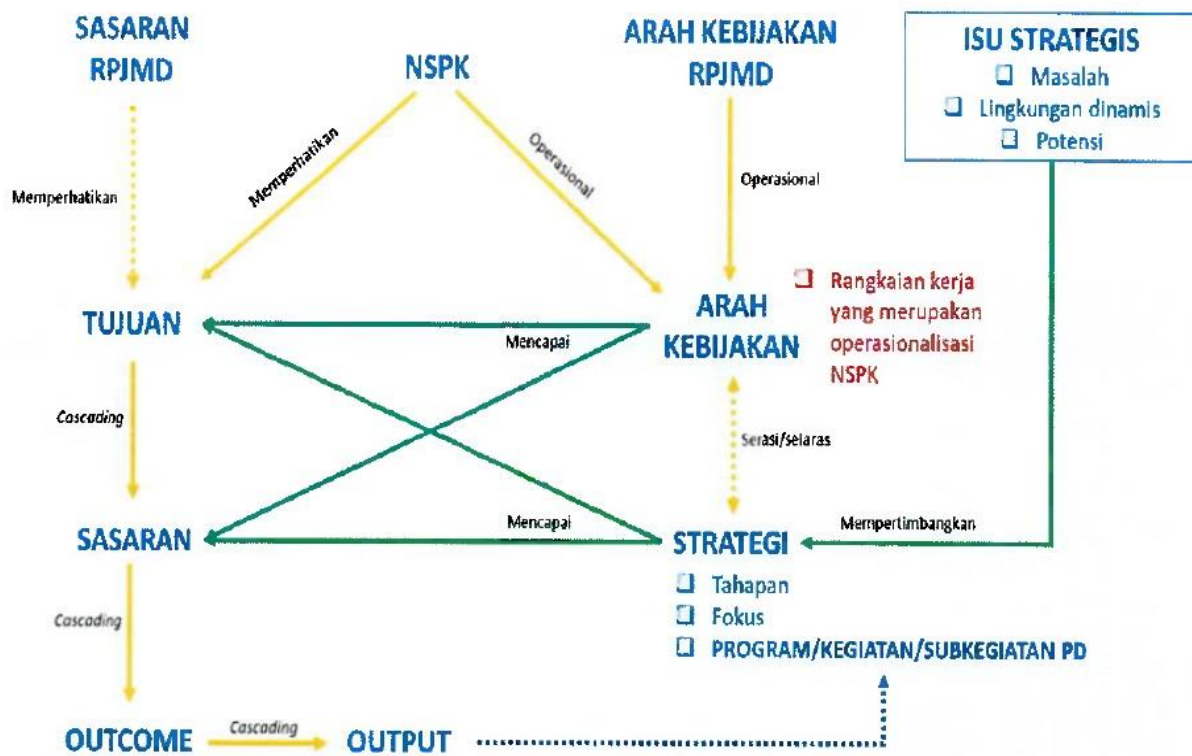 SASARAN
RPJMD
NSPK
ARAH KEBIJAKAN
RPJMD
ISU STRATEGIS
Masalah
Lingkungan dinamis
Potensi
Memperhatikan
Memperhatikan
Operasional
Operasional
TUJUAN
Mencapai
ARAH
KEBIJAKAN
Rangkaian kerja
yang merupakan
operasionalisasi
NSPK
Cascading
Serasi/selaras
SASARAN
Mencapai
STRATEGI
Mempertimbangkan
Tahapan
Fokus
PROGRAM/KEGIATAN/SUBKEGIATAN PD
Cascading
OUTCOME
Cascading
OUTPUT